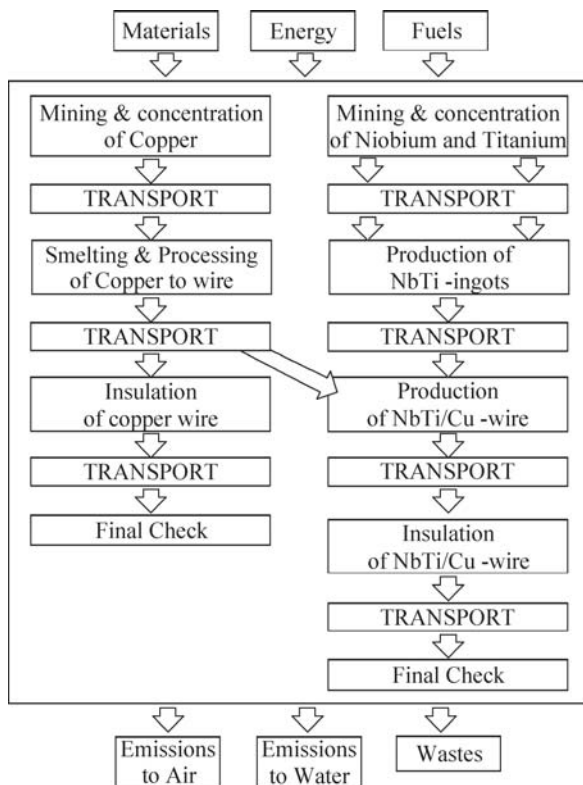 Materials
Energy
Fuels
Mining & concentration
of Copper
TRANSPORT
Smelting & Processing
of Copper to wire
TRANSPORT
Insulation
of copper wire
TRANSPORT
Final Check
Mining & concentration
of Niobium and Titanium
TRANSPORT
Production of
NbTi -ingots
TRANSPORT
Production
of NbTi/Cu -wire
TRANSPORT
Insulation
of NbTi/Cu -wire
TRANSPORT
Final Check
Emissions
to Air
Emissions
to Water
Wastes